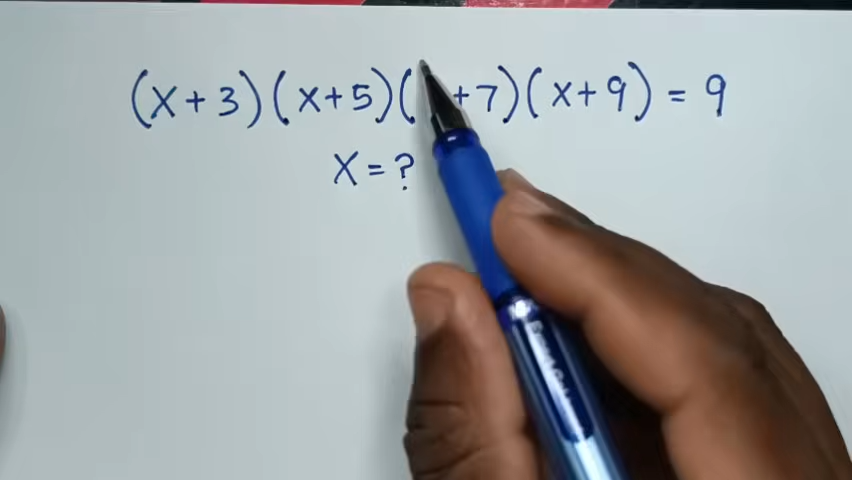 (x+3)(x+5)( +7)(x+9) = 9
x = ?